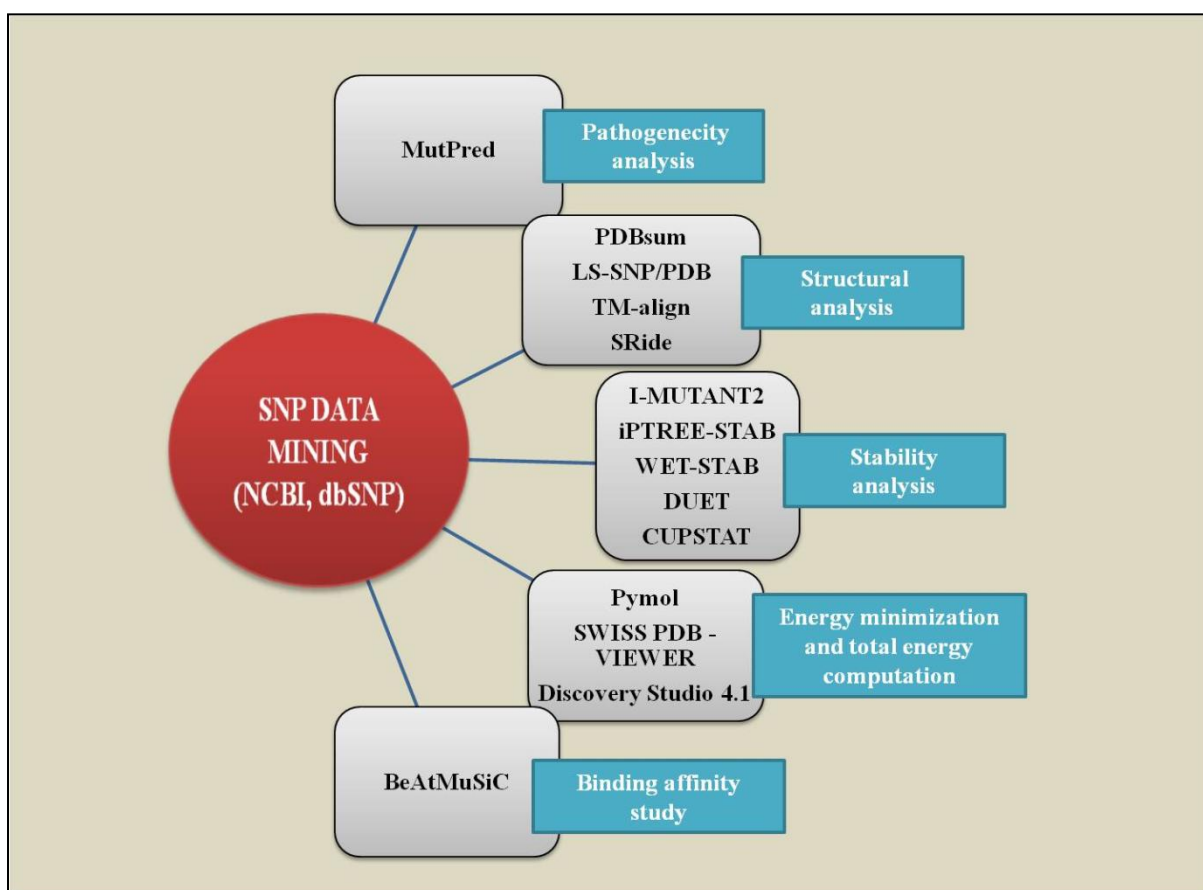 MutPred
Pathogenecity
analysis
PDBsum
LS-SNP/PDB
TM-align
SRide
Structural
analysis
SNP DATA
MINING
(NCBI, dbSNP)
I-MUTANT2
iPTREE-STAB
WET-STAB
DUET
CUPSTAT
Stability
analysis
Pymol
SWISS PDB -
VIEWER
Discovery Studio 4.1
Energy minimization
and total energy
computation
BeAtMuSiC
Binding affinity
study